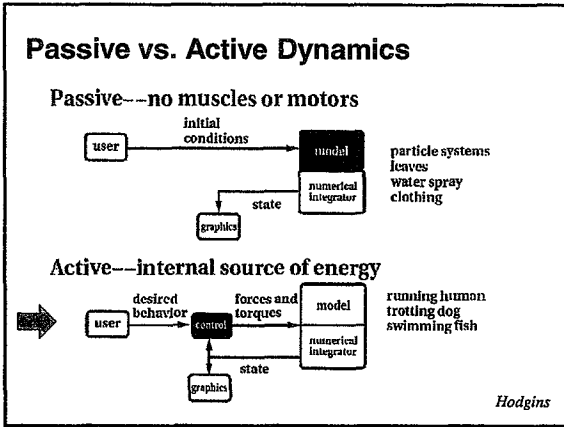 Passive vs. Active Dynamics
Passive--no muscles or motors
initial
conditions
user
model
numerical
integrator
state
graphics
particle systems
leaves
water spray
clothing
Active--internal source of energy
desired
behavior
forces and
torques
user
control
model
numerical
integrator
state
graphics
running human
trotting dog
swimming fish
Hodgins